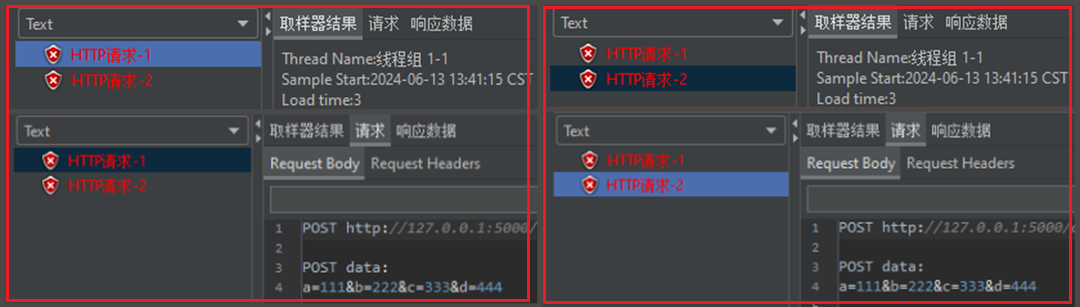 Text
取样器结果 请求 响应数据
HTTP请求-1
HTTP请求-2
Thread Name:线程组 1-1
Sample Start:2024-06-13 13:41:15 CST
Load time:3
Text
取样器结果 请求 响应数据
HTTP请求-1
HTTP请求-2
Request Body Request Headers
1 POST http://127.0.0.1:5000/
2
3 POST data:
4 a=111&b=222&c=333&d=444
Text
取样器结果 请求 响应数据
HTTP请求-1
HTTP请求-2
Thread Name:线程组 1-1
Sample Start:2024-06-13 13:41:15 CST
Load time:3
Text
取样器结果 请求 响应数据
HTTP请求-1
HTTP请求-2
Request Body Request Headers
1 POST http://127.0.0.1:5000/
2
3 POST data:
4 a=111&b=222&c=333&d=444